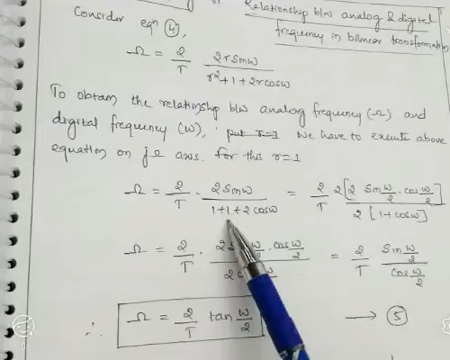 Relationship b/w analog & digital
frequency in bilinear transformation
Consider eqn (4),
Ω = 2/T 2r sinω / r²+1+2r cosω
To obtain the relationship b/w analog frequency (Ω) and
digital frequency (ω), put r=1 We have to execute above
equation on jΩ axis. for this r=1
Ω = 2/T · 2 sinω / 1+1+2 cosω = 2/T 2[2 sin ω/2 · cos ω/2] / 2[1+cosω]
Ω = 2/T · ω/2 · cos ω/2 / = 2/T sin ω/2 / cos ω/2
∴ Ω = 2/T tan ω/2 → (5)